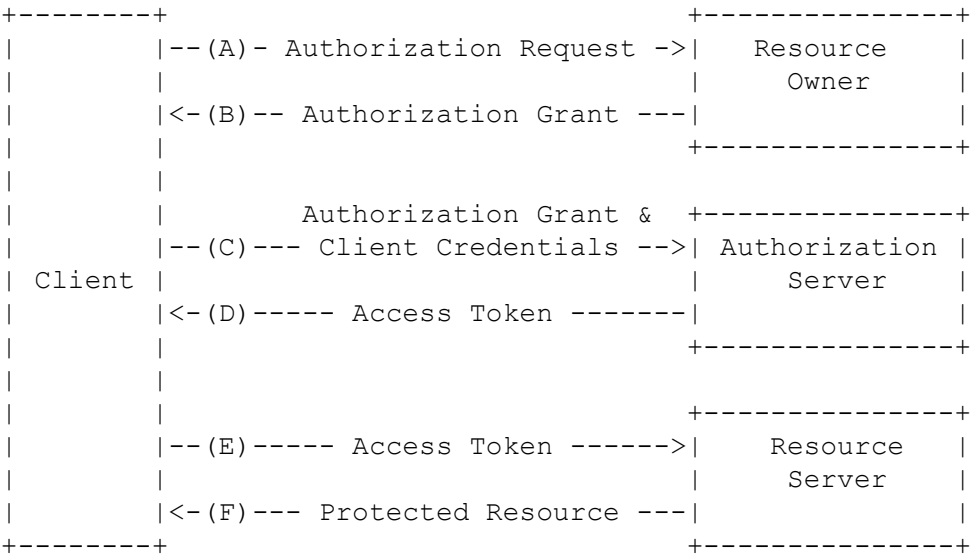 +--------+                               +---------------+
|        |--(A)- Authorization Request ->|   Resource    |
|        |                               |     Owner     |
|        |<-(B)-- Authorization Grant ---|               |
|        |                               +---------------+
|        |
|        |        Authorization Grant &  +---------------+
|        |--(C)--- Client Credentials -->| Authorization |
| Client |                               |     Server    |
|        |<-(D)----- Access Token -------|               |
|        |                               +---------------+
|        |
|        |                               +---------------+
|        |--(E)----- Access Token ------>|    Resource   |
|        |                               |     Server    |
|        |<-(F)--- Protected Resource ---|               |
+--------+                               +---------------+